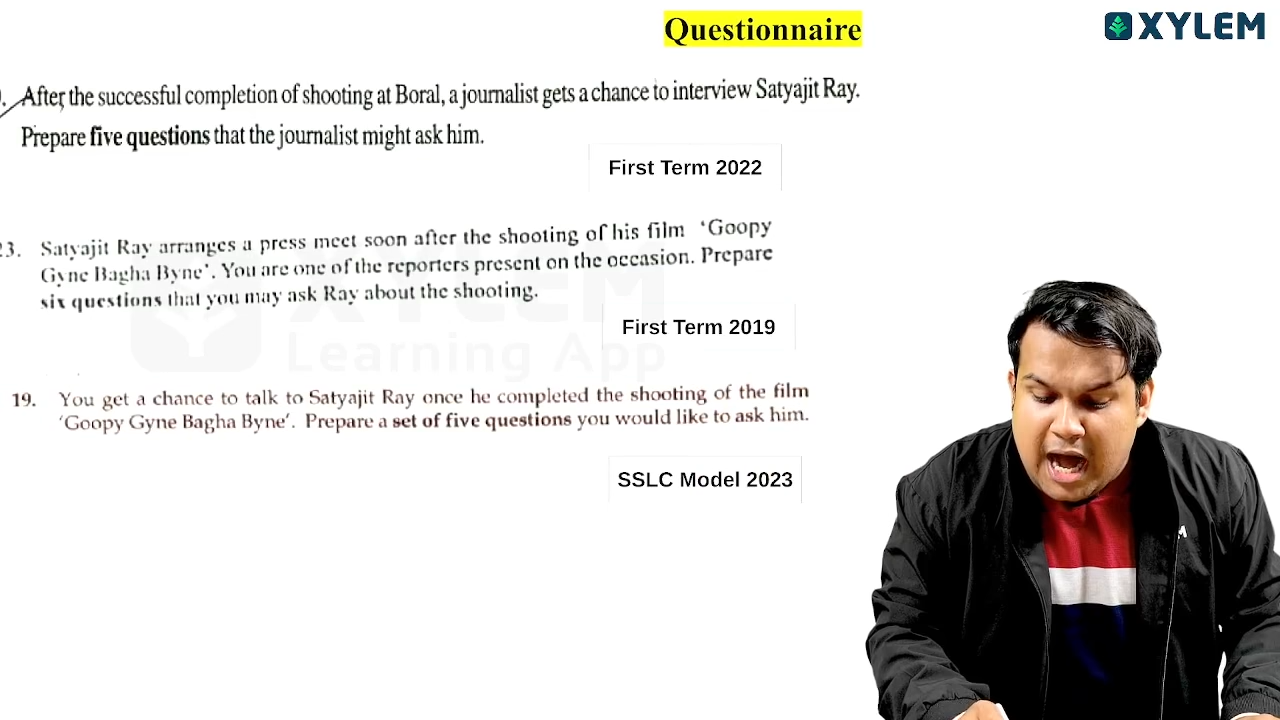 Questionnaire
XYLEM
. After the successful completion of shooting at Boral, a journalist gets a chance to interview Satyajit Ray.
Prepare five questions that the journalist might ask him.
First Term 2022
23. Satyajit Ray arranges a press meet soon after the shooting of his film 'Goopy
Gyne Bagha Byne'. You are one of the reporters present on the occasion. Prepare
six questions that you may ask Ray about the shooting.
XYLEM
Learning App
First Term 2019
19. You get a chance to talk to Satyajit Ray once he completed the shooting of the film
'Goopy Gyne Bagha Byne'. Prepare a set of five questions you would like to ask him.
SSLC Model 2023